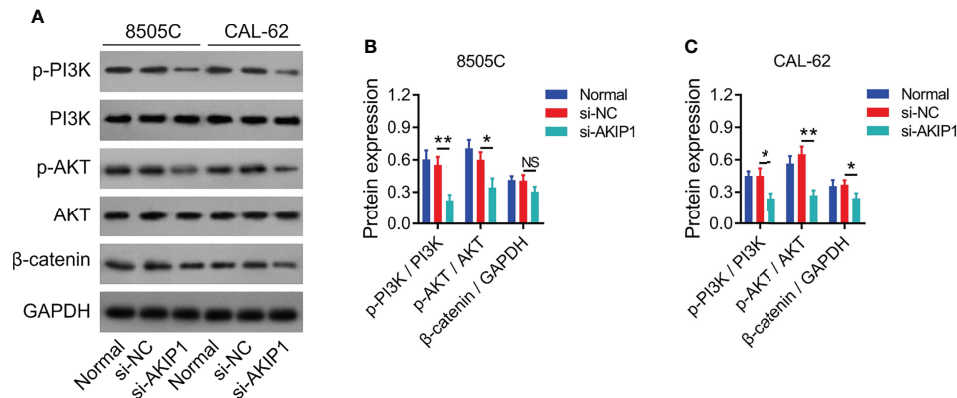 A
8505C CAL-62
p-PI3K
PI3K
p-AKT
AKT
β-catenin
GAPDH
Normal
si-NC
si-AKIP1
Normal
si-NC
si-AKIP1
B
8505C
Prctein expression
1.2
0.9
0.6
0.3
0.0
** * NS
p-PI3K / PI3K
p-AKT / AKT
β-catenin / GAPDH
Normal
si-NC
si-AKIP1
C
CAL-62
Prctein expression
1.2
0.9
0.6
0.3
0.0
* ** *
p-PI3K / PI3K
p-AKT / AKT
β-catenin / GAPDH
Normal
si-NC
si-AKIP1